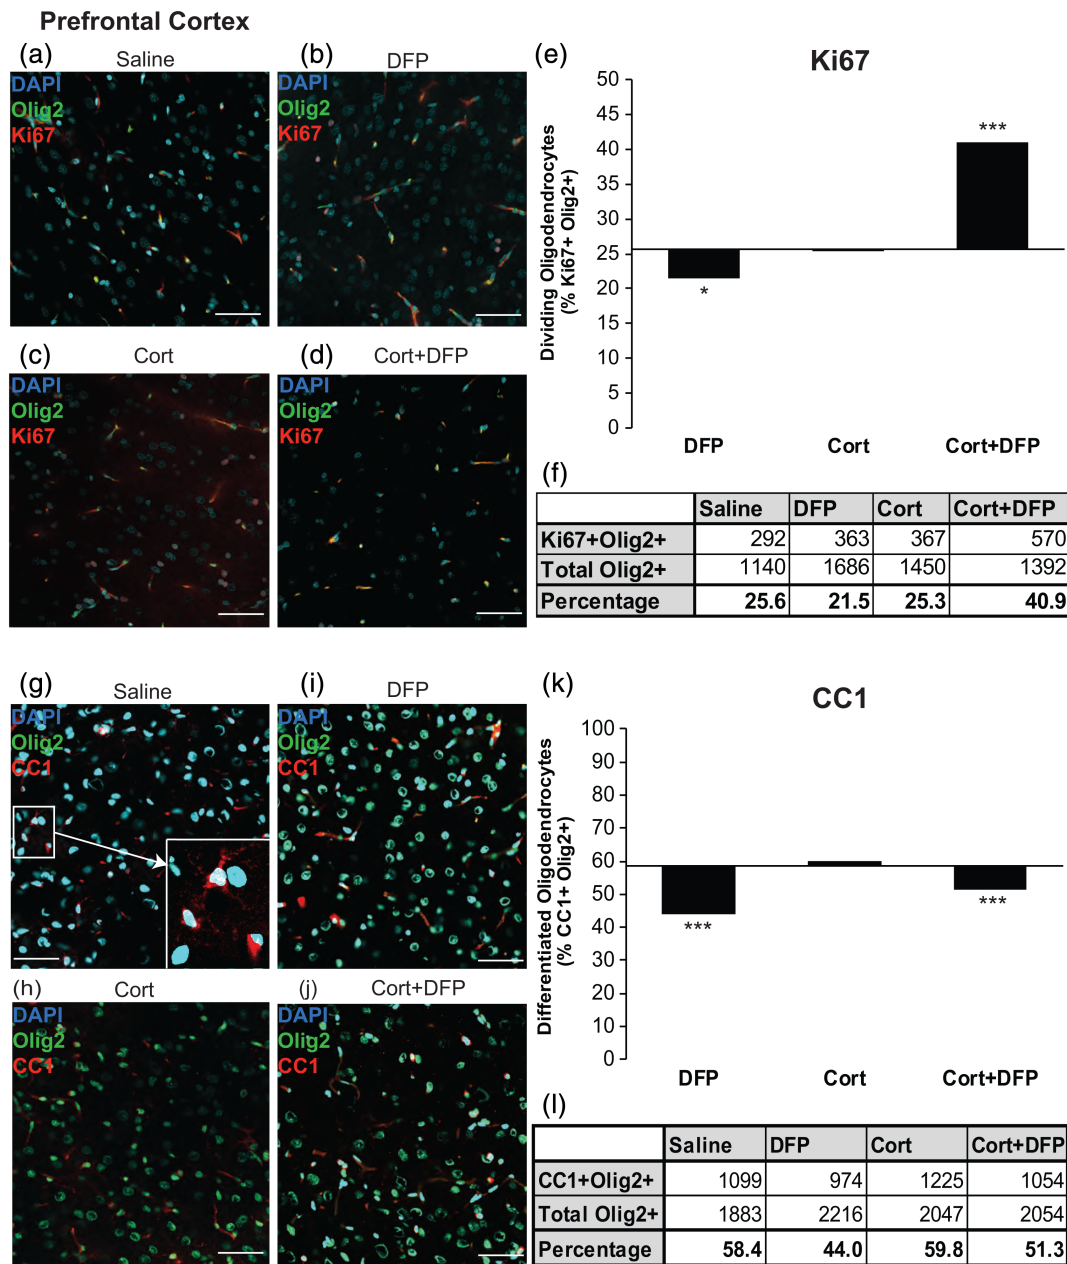 Prefrontal Cortex
(a)
Saline
DAPI
Olig2
Ki67
(b)
DFP
DAPI
Olig2
Ki67
(c)
Cort
DAPI
Olig2
Ki67
(d)
Cort+DFP
DAPI
Olig2
Ki67
(e)
Ki67
Dividing Oligodendrocytes
(% Ki67+ Olig2+)
50
45
40
35
30
25
20
15
10
5
0
*
***
DFP Cort Cort+DFP
(f)
Saline DFP Cort Cort+DFP
Ki67+Olig2+ 292 363 367 570
Total Olig2+ 1140 1686 1450 1392
Percentage 25.6 21.5 25.3 40.9
(g)
Saline
DAPI
Olig2
CC1
(i)
DFP
DAPI
Olig2
CC1
(h)
Cort
DAPI
Olig2
CC1
(j)
Cort+DFP
DAPI
Olig2
CC1
(k)
CC1
Differentiated Oligodendrocytes
(% CC1+ Olig2+)
100
90
80
70
60
50
40
30
20
10
0
***
***
DFP Cort Cort+DFP
(l)
Saline DFP Cort Cort+DFP
CC1+Olig2+ 1099 974 1225 1054
Total Olig2+ 1883 2216 2047 2054
Percentage 58.4 44.0 59.8 51.3